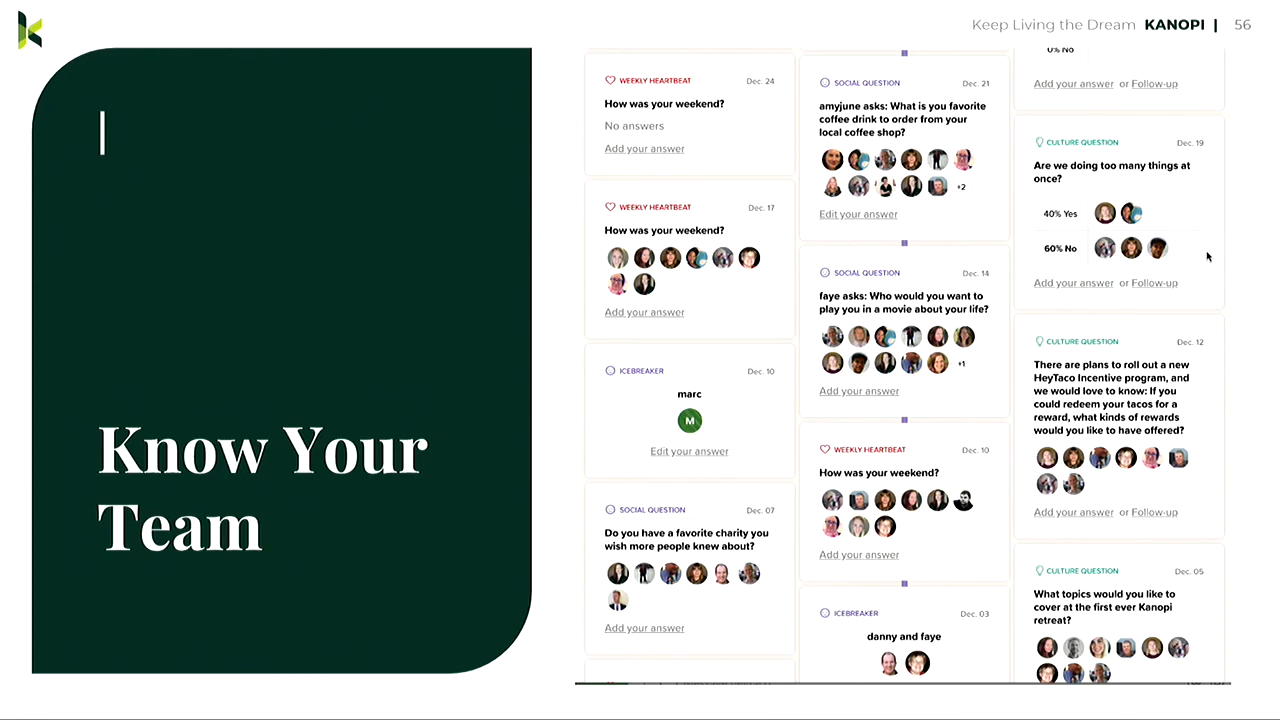 Keep Living the Dream KANOPI | 56
Know Your
Team
WEEKLY HEARTBEAT Dec. 24
How was your weekend?
No answers
Add your answer
WEEKLY HEARTBEAT Dec. 17
How was your weekend?
Add your answer
ICEBREAKER Dec. 10
marc
M
Edit your answer
SOCIAL QUESTION Dec. 07
Do you have a favorite charity you
wish more people knew about?
Add your answer
SOCIAL QUESTION Dec. 21
amyjune asks: What is you favorite
coffee drink to order from your
local coffee shop?
+2
Edit your answer
SOCIAL QUESTION Dec. 14
faye asks: Who would you want to
play you in a movie about your life?
+1
Add your answer
WEEKLY HEARTBEAT Dec. 10
How was your weekend?
Add your answer
ICEBREAKER Dec. 03
danny and faye
0% No
Add your answer or Follow-up
CULTURE QUESTION Dec. 19
Are we doing too many things at
once?
40% Yes
60% No
Add your answer or Follow-up
CULTURE QUESTION Dec. 12
There are plans to roll out a new
HeyTaco Incentive program, and
we would love to know: If you
could redeem your tacos for a
reward, what kinds of rewards
would you like to have offered?
Add your answer or Follow-up
CULTURE QUESTION Dec. 05
What topics would you like to
cover at the first ever Kanopi
retreat?